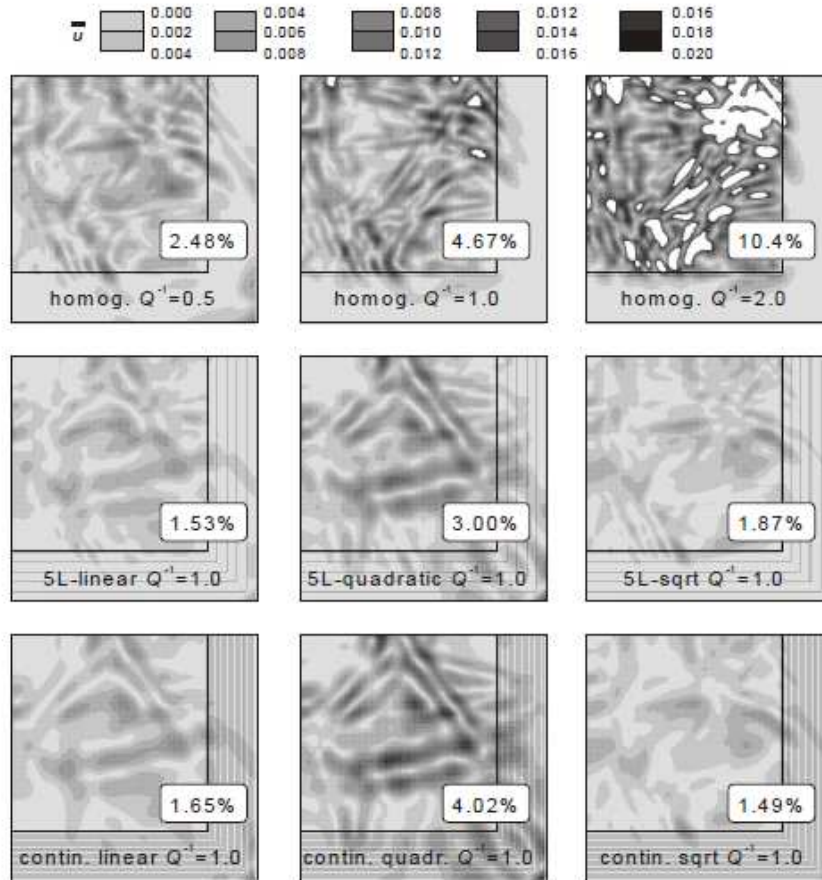 u
0.000 0.004 0.008 0.012 0.016
0.002 0.006 0.010 0.014 0.018
0.004 0.008 0.012 0.016 0.020
2.48% 4.67% 10.4%
homog. Q⁻¹=0.5 homog. Q⁻¹=1.0 homog. Q⁻¹=2.0
1.53% 3.00% 1.87%
5L-linear Q⁻¹=1.0 5L-quadratic Q⁻¹=1.0 5L-sqrt Q⁻¹=1.0
1.65% 4.02% 1.49%
contin. linear Q⁻¹=1.0 contin. quadr. Q⁻¹=1.0 contin. sqrt Q⁻¹=1.0